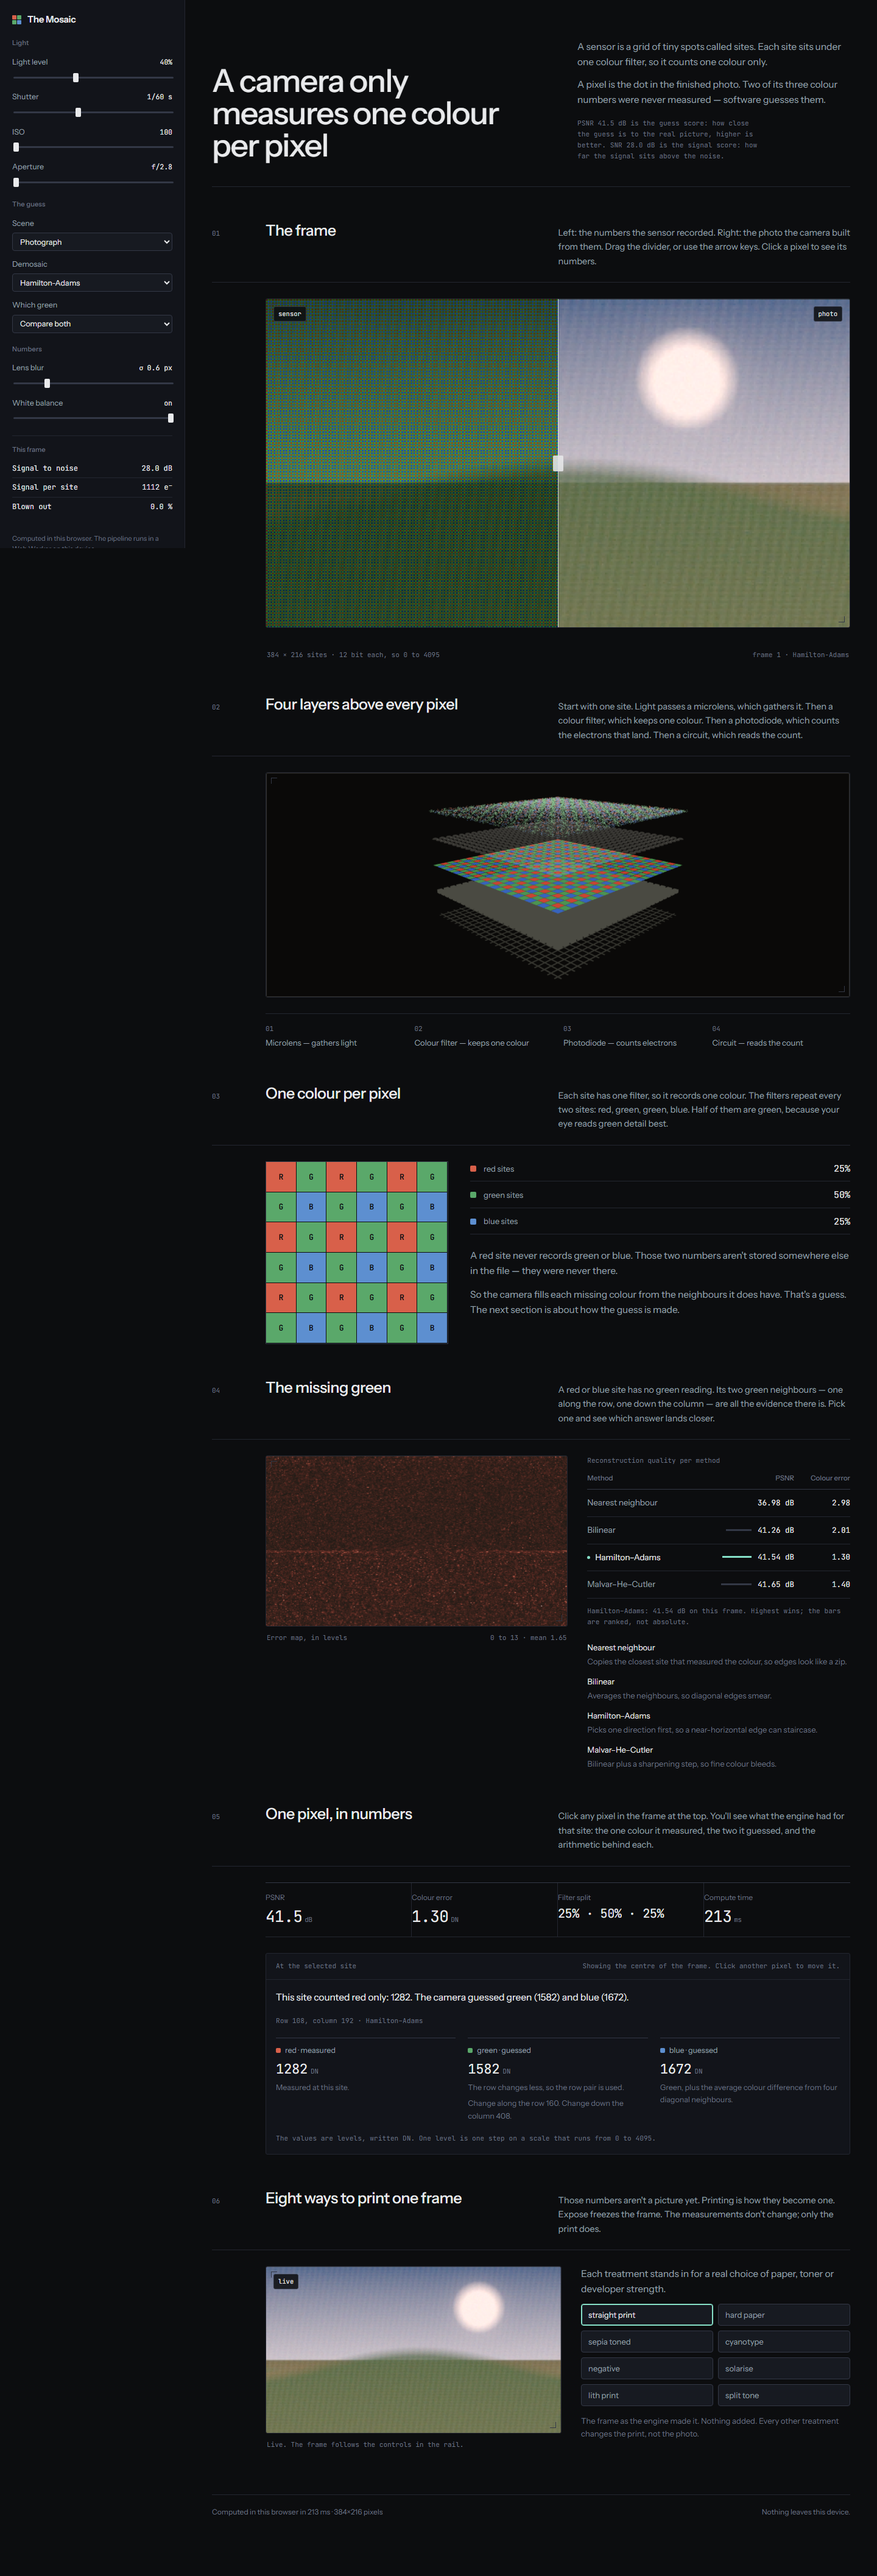 The Mosaic
Light
Light level 40%
Shutter 1/60 s
ISO 100
Aperture f/2.8
The guess
Scene
Photograph
Demosaic
Hamilton-Adams
Which green
Compare both
Numbers
Lens blur σ 0.6 px
White balance on
This frame
Signal to noise 28.0 dB
Signal per site 1112 e⁻
Blown out 0.0 %
Computed in this browser. The pipeline runs in a
A camera only
measures one colour
per pixel
A sensor is a grid of tiny spots called sites. Each site sits under
one colour only, so it counts one colour only.
A pixel is the dot in the finished photo. Two of its three colour
numbers were never measured — software guesses them.
PSNR 41.5 dB is the guess score: how close
the guess is to the real picture, higher is
better. SNR 28.0 dB is the signal score: how
far the signal sits above the noise.
01
The frame
Left: the numbers the sensor recorded. Right: the photo the camera built
from them. Drag the divider, or use the arrow keys. Click a pixel to see its
numbers.
sensor
photo
384 × 216 sites · 12 bit each, so 0 to 4095
frame 1 · Hamilton-Adams
02
Four layers above every pixel
Start with one site. Light passes a microlens, which gathers it. Then a
colour filter, which keeps one colour. Then a photodiode, which counts
the electrons that land. Then a circuit, which reads the count.
01
Microlens — gathers light
02
Colour filter — keeps one colour
03
Photodiode — counts electrons
04
Circuit — reads the count
03
One colour per pixel
Each site has one filter, so it records one colour. The filters repeat every
two sites: red, green, green, blue. Half of them are green, because your
eye reads green detail best.
R G R G R G
G B G B G B
R G R G R G
G B G B G B
R G R G R G
G B G B G B
red sites 25%
green sites 50%
blue sites 25%
A red site never records green or blue. Those two numbers aren't stored somewhere else
in the file — they were never there.
So the camera fills each missing colour from the neighbours it does have. That's a guess.
The next section is about how the guess is made.
04
The missing green
A red or blue site has no green reading. Its two green neighbours — one
along the row, one down the column — are all the evidence there is. Pick
one and see which answer lands closer.
Error map, in levels
0 to 13 · mean 1.65
Reconstruction quality per method
Method PSNR Colour error
Nearest neighbour 36.98 dB 2.98
Bilinear 41.26 dB 2.01
Hamilton–Adams 41.54 dB 1.30
Malvar–He–Cutler 41.65 dB 1.40
Hamilton-Adams: 41.54 dB on this frame. Highest wins; the bars
are ranked, not absolute.
Nearest neighbour
Copies the closest site that measured the colour, so edges look like a zip.
Bilinear
Averages the neighbours, so diagonal edges smear.
Hamilton–Adams
Picks one direction first, so a near-horizontal edge can staircase.
Malvar–He–Cutler
Bilinear plus a sharpening step, so fine colour bleeds.
05
One pixel, in numbers
Click any pixel in the frame at the top. You'll see what the engine had for
that site: the one colour it measured, the two it guessed, and the
arithmetic behind each.
PSNR
41.5 dB
Colour error
1.30 DN
Filter split
25% · 50% · 25%
Compute time
213 ms
At the selected site
Showing the centre of the frame. Click another pixel to move it.
This site counted red only: 1282. The camera guessed green (1582) and blue (1672).
Row 108, column 192 · Hamilton-Adams
red · measured
1282 DN
Measured at this site.
green · guessed
1582 DN
The row changes less, so the row pair is used.
Change along the row 160. Change down the
column 408.
blue · guessed
1672 DN
Green, plus the average colour difference from four
diagonal neighbours.
The values are levels, written DN. One level is one step on a scale that runs from 0 to 4095.
06
Eight ways to print one frame
Those numbers aren't a picture yet. Printing is how they become one.
Expose freezes the frame. The measurements don't change; only the
print does.
live
Live. The frame follows the controls in the rail.
Each treatment stands in for a real choice of paper, toner or
developer strength.
straight print
hard paper
sepia toned
cyanotype
negative
solarise
lith print
split tone
The frame as the engine made it. Nothing added. Every other treatment
changes the print, not the photo.
Computed in this browser in 213 ms · 384×216 pixels
Nothing leaves this device.